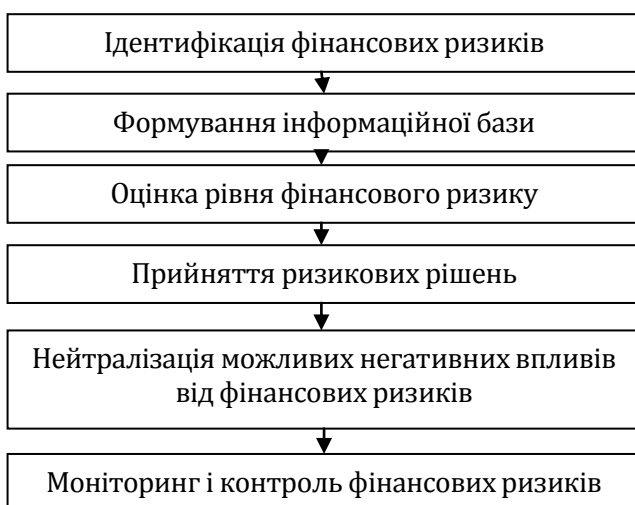 Ідентифікація фінансових ризиків
Формування інформаційної бази
Оцінка рівня фінансового ризику
Прийняття ризикових рішень
Нейтралізація можливих негативних впливів
від фінансових ризиків
Моніторинг і контроль фінансових ризиків